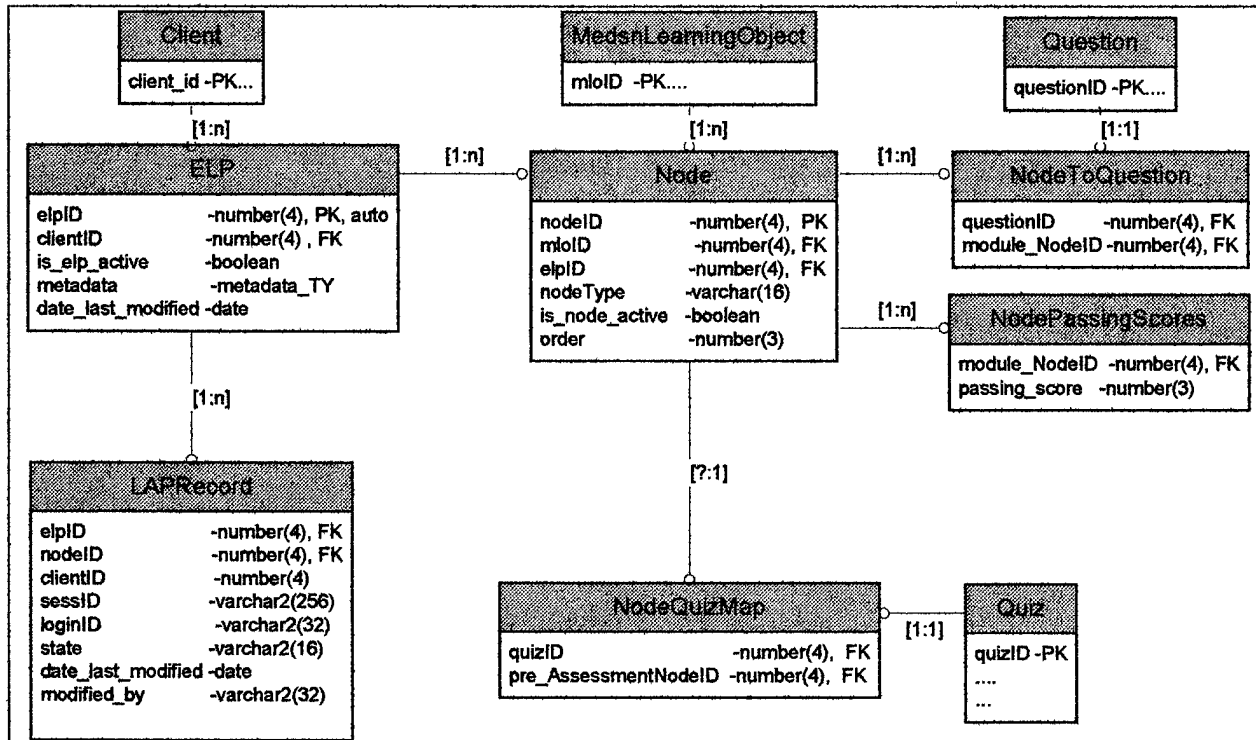 Client
client_id -PK...
MedsnLearningObject
mloID -PK....
Question
questionID -PK....
[1:n]
[1:n]
[1:1]
ELP
elpID -number(4), PK, auto
clientID -number(4) , FK
is_elp_active -boolean
metadata -metadata_TY
date_last_modified -date
[1:n]
Node
nodeID -number(4), PK
mloID -number(4), FK
elpID -number(4), FK
nodeType -varchar(16)
is_node_active -boolean
order -number(3)
[1:n]
NodeToQuestion
questionID -number(4), FK
module_NodeID -number(4), FK
[1:n]
NodePassingScores
module_NodeID -number(4), FK
passing_score -number(3)
[1:n]
[?:1]
LAPRecord
elpID -number(4), FK
nodeID -number(4), FK
clientID -number(4)
sessID -varchar2(256)
loginID -varchar2(32)
state -varchar2(16)
date_last_modified -date
modified_by -varchar2(32)
NodeQuizMap
quizID -number(4), FK
pre_AssessmentNodeID -number(4), FK
[1:1]
Quiz
quizID -PK
....
...